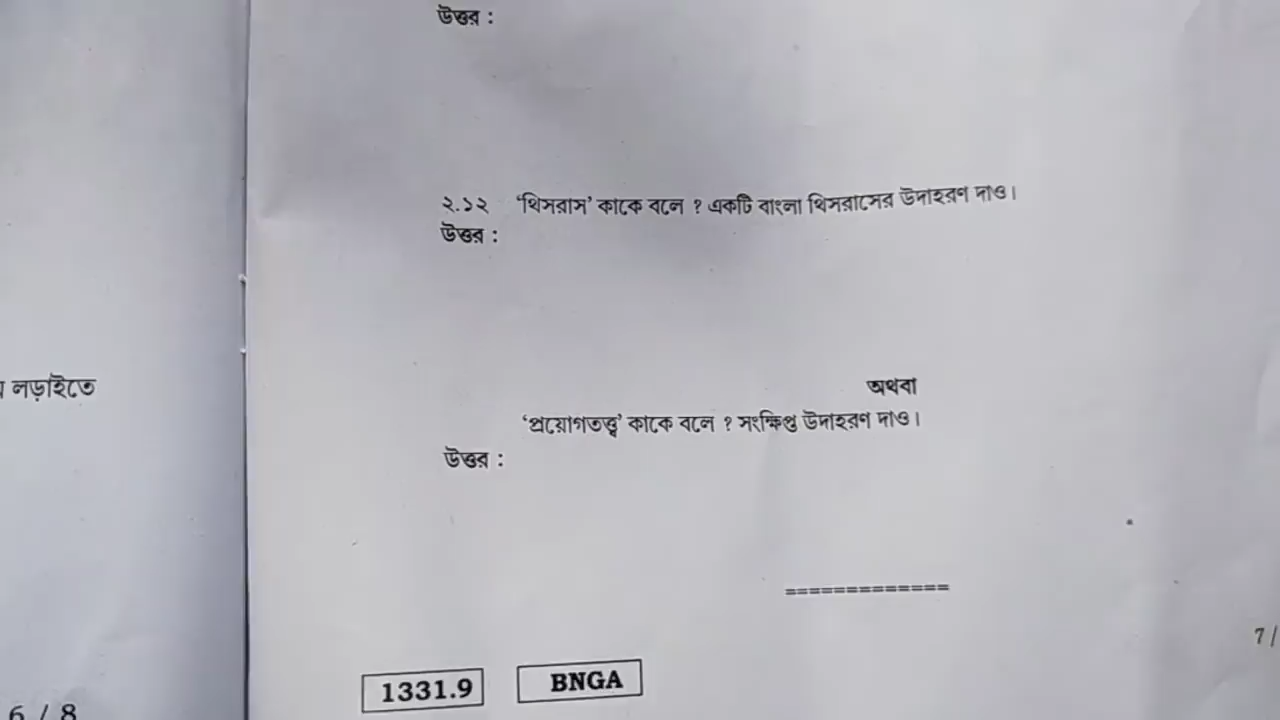 উত্তর :
২.১২ ‘থিসরাস’ কাকে বলে ? একটি বাংলা থিসরাসের উদাহরণ দাও।
উত্তর :
লড়াইতে
অথবা
‘প্রয়োগতত্ত্ব’ কাকে বলে ? সংক্ষিপ্ত উদাহরণ দাও।
উত্তর :
=============
7 /
1331.9 BNGA
6 / 8